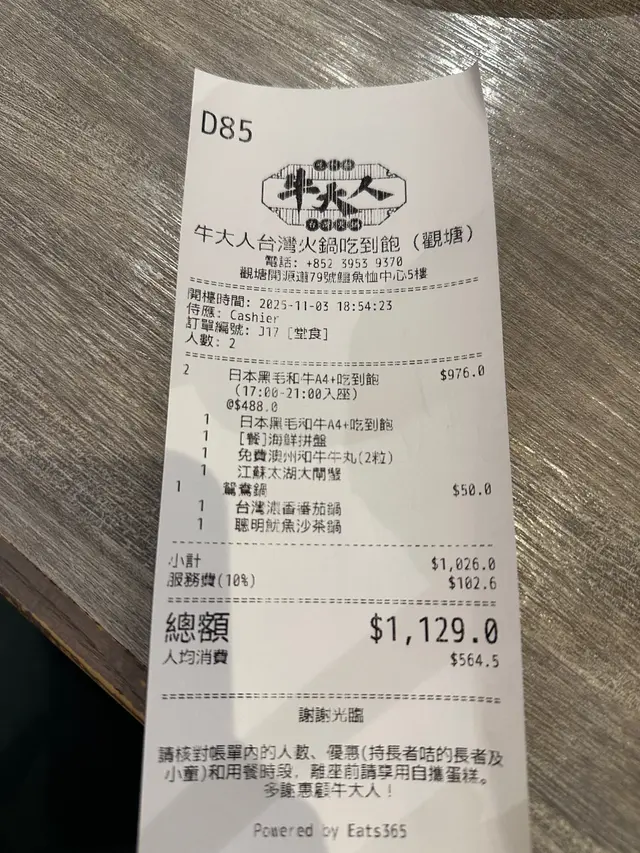 D85
牛大人
台灣火鍋
牛大人台灣火鍋吃到飽（觀塘）
電話: +852 3953 9370
觀塘開源道79號鱷魚恤中心5樓
開檯時間: 2025-11-03 18:54:23
侍應: Cashier
訂單編號: J17 [堂食]
人數: 2
2 日本黑毛和牛A4+吃到飽 $976.0
(17:00-21:00入座)
@$488.0
1 日本黑毛和牛A4+吃到飽
1 [餐]海鮮拼盤
1 免費澳州和牛牛丸(2粒)
1 江蘇太湖大閘蟹
1 鴛鴦鍋 $50.0
1 台灣濃香番茄鍋
1 聰明魷魚沙茶鍋
小計 $1,026.0
服務費(10%) $102.6
總額 $1,129.0
人均消費 $564.5
謝謝光臨
請核對帳單內的人數、優惠(持長者咭的長者及
小童)和用餐時段，離座前請享用自攜蛋糕。
多謝惠顧牛大人！
Powered by Eats365